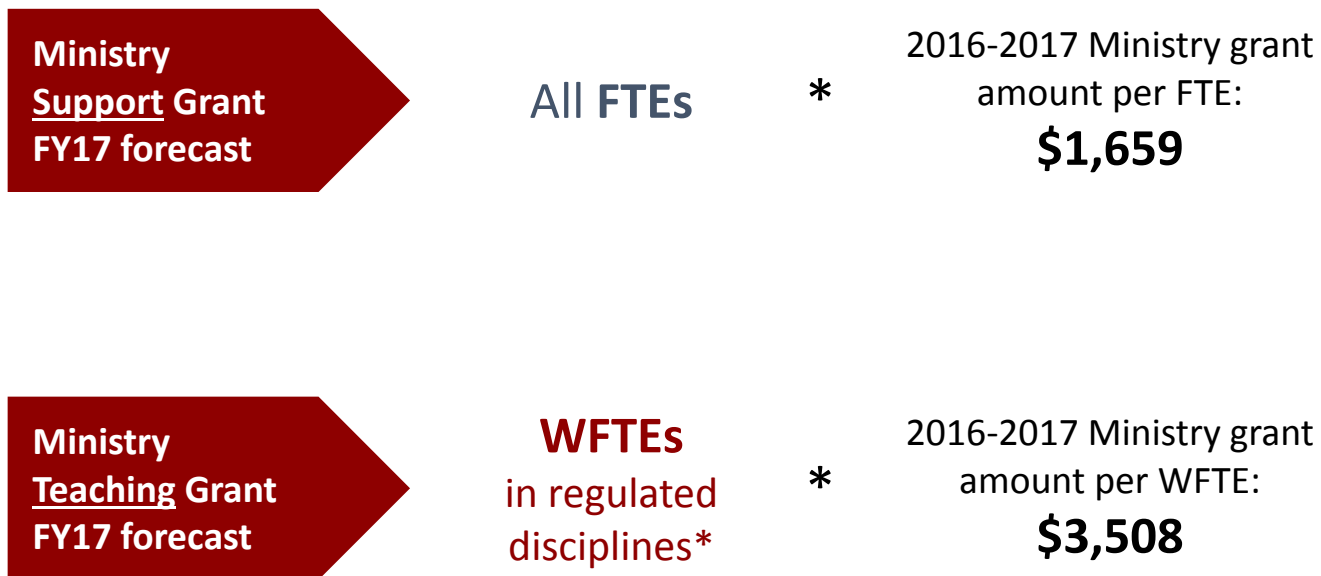 Ministry
Support Grant
FY17 forecast
All FTEs
*
2016-2017 Ministry grant
amount per FTE:
$1,659
Ministry
Teaching Grant
FY17 forecast
WFTEs
in regulated
disciplines*
*
2016-2017 Ministry grant
amount per WFTE:
$3,508